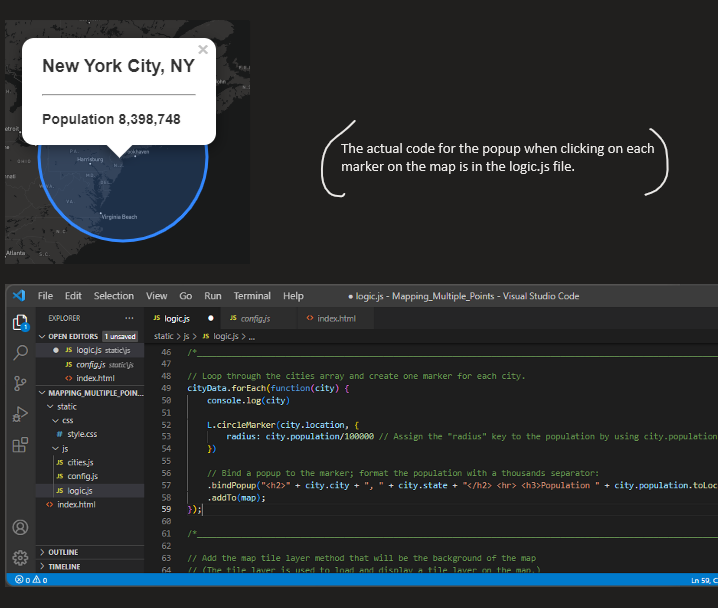 New York City, NY
×
Population 8,398,748
Harrisburg
Virginia Beach
Atlanta
The actual code for the popup when clicking on each
marker on the map is in the logic.js file.
File Edit Selection View Go Run Terminal Help
● logic.js - Mapping_Multiple_Points - Visual Studio Code
EXPLORER ...
OPEN EDITORS 1 unsaved
● JS logic.js static\js
JS config.js static\js
<> index.html
MAPPING_MULTIPLE_POIN...
static
css
# style.css
js
JS cities.js
JS config.js
JS logic.js
<> index.html
OUTLINE
TIMELINE
1
JS logic.js ● JS config.js <> index.html
static > js > JS logic.js > ...
46 /*
47
48 // Loop through the cities array and create one marker for each city.
49 cityData.forEach(function(city) {
50 console.log(city)
51
52 L.circleMarker(city.location, {
53 radius: city.population/100000 // Assign the "radius" key to the population by using city.population
54 })
55
56 // Bind a popup to the marker; format the population with a thousands separator:
57 .bindPopup("<h2>" + city.city + ", " + city.state + "</h2> <hr> <h3>Population " + city.population.toLoc
58 .addTo(map);
59 });
60
61 /*
62
63 // Add the map tile layer method that will be the background of the map
64 // (The tile layer is used to load and display a tile layer on the map.)
0 0
Ln 59, C